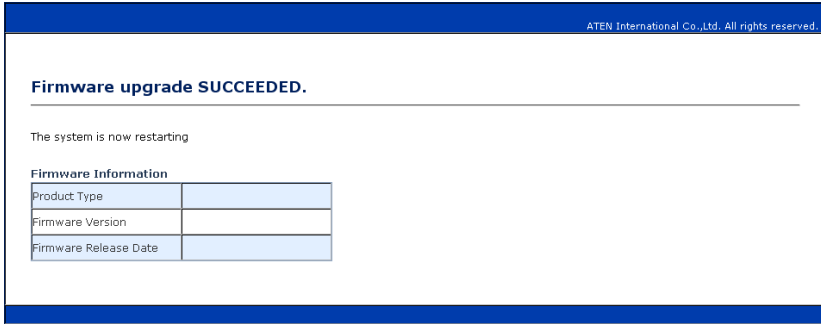 ATEN International Co.,Ltd. All rights reserved.
Firmware upgrade SUCCEEDED.
The system is now restarting
Firmware Information
Product Type
Firmware Version
Firmware Release Date